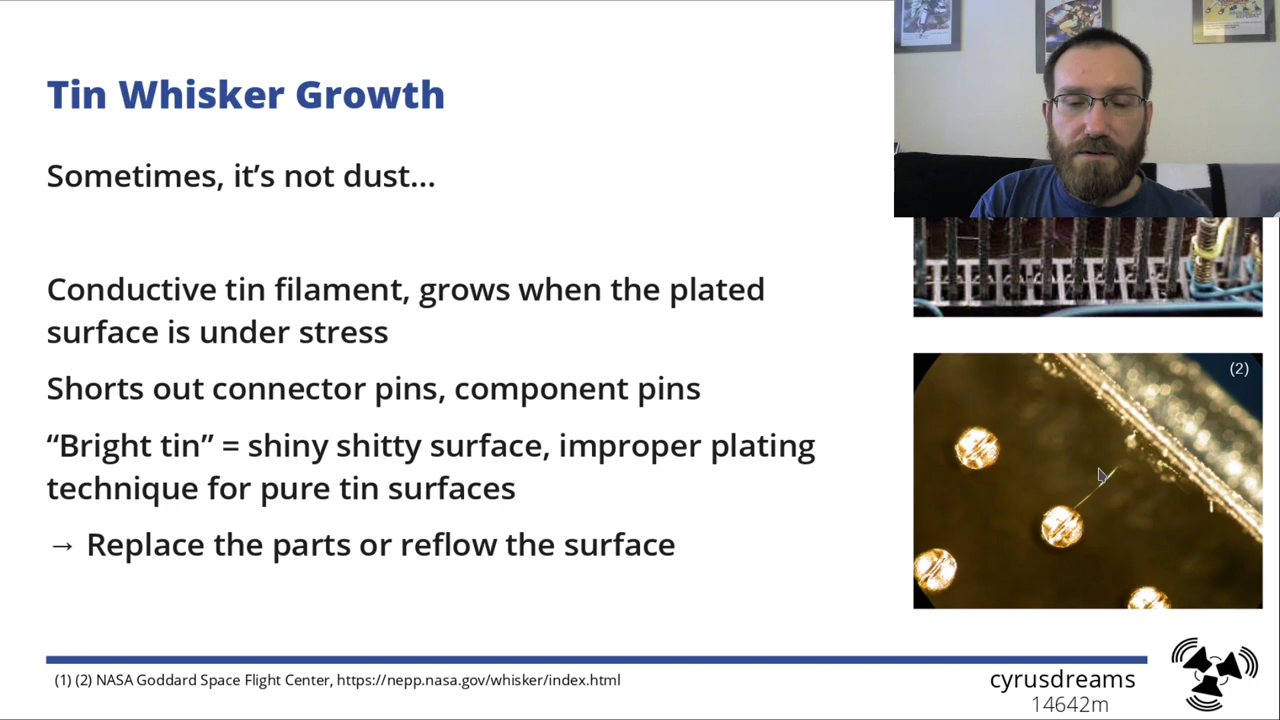 Tin Whisker Growth
Sometimes, it’s not dust...
Conductive tin filament, grows when the plated
surface is under stress
Shorts out connector pins, component pins
“Bright tin” = shiny shitty surface, improper plating
technique for pure tin surfaces
→ Replace the parts or reflow the surface
(2)
(1) (2) NASA Goddard Space Flight Center, https://nepp.nasa.gov/whisker/index.html
cyrusdreams
14642m